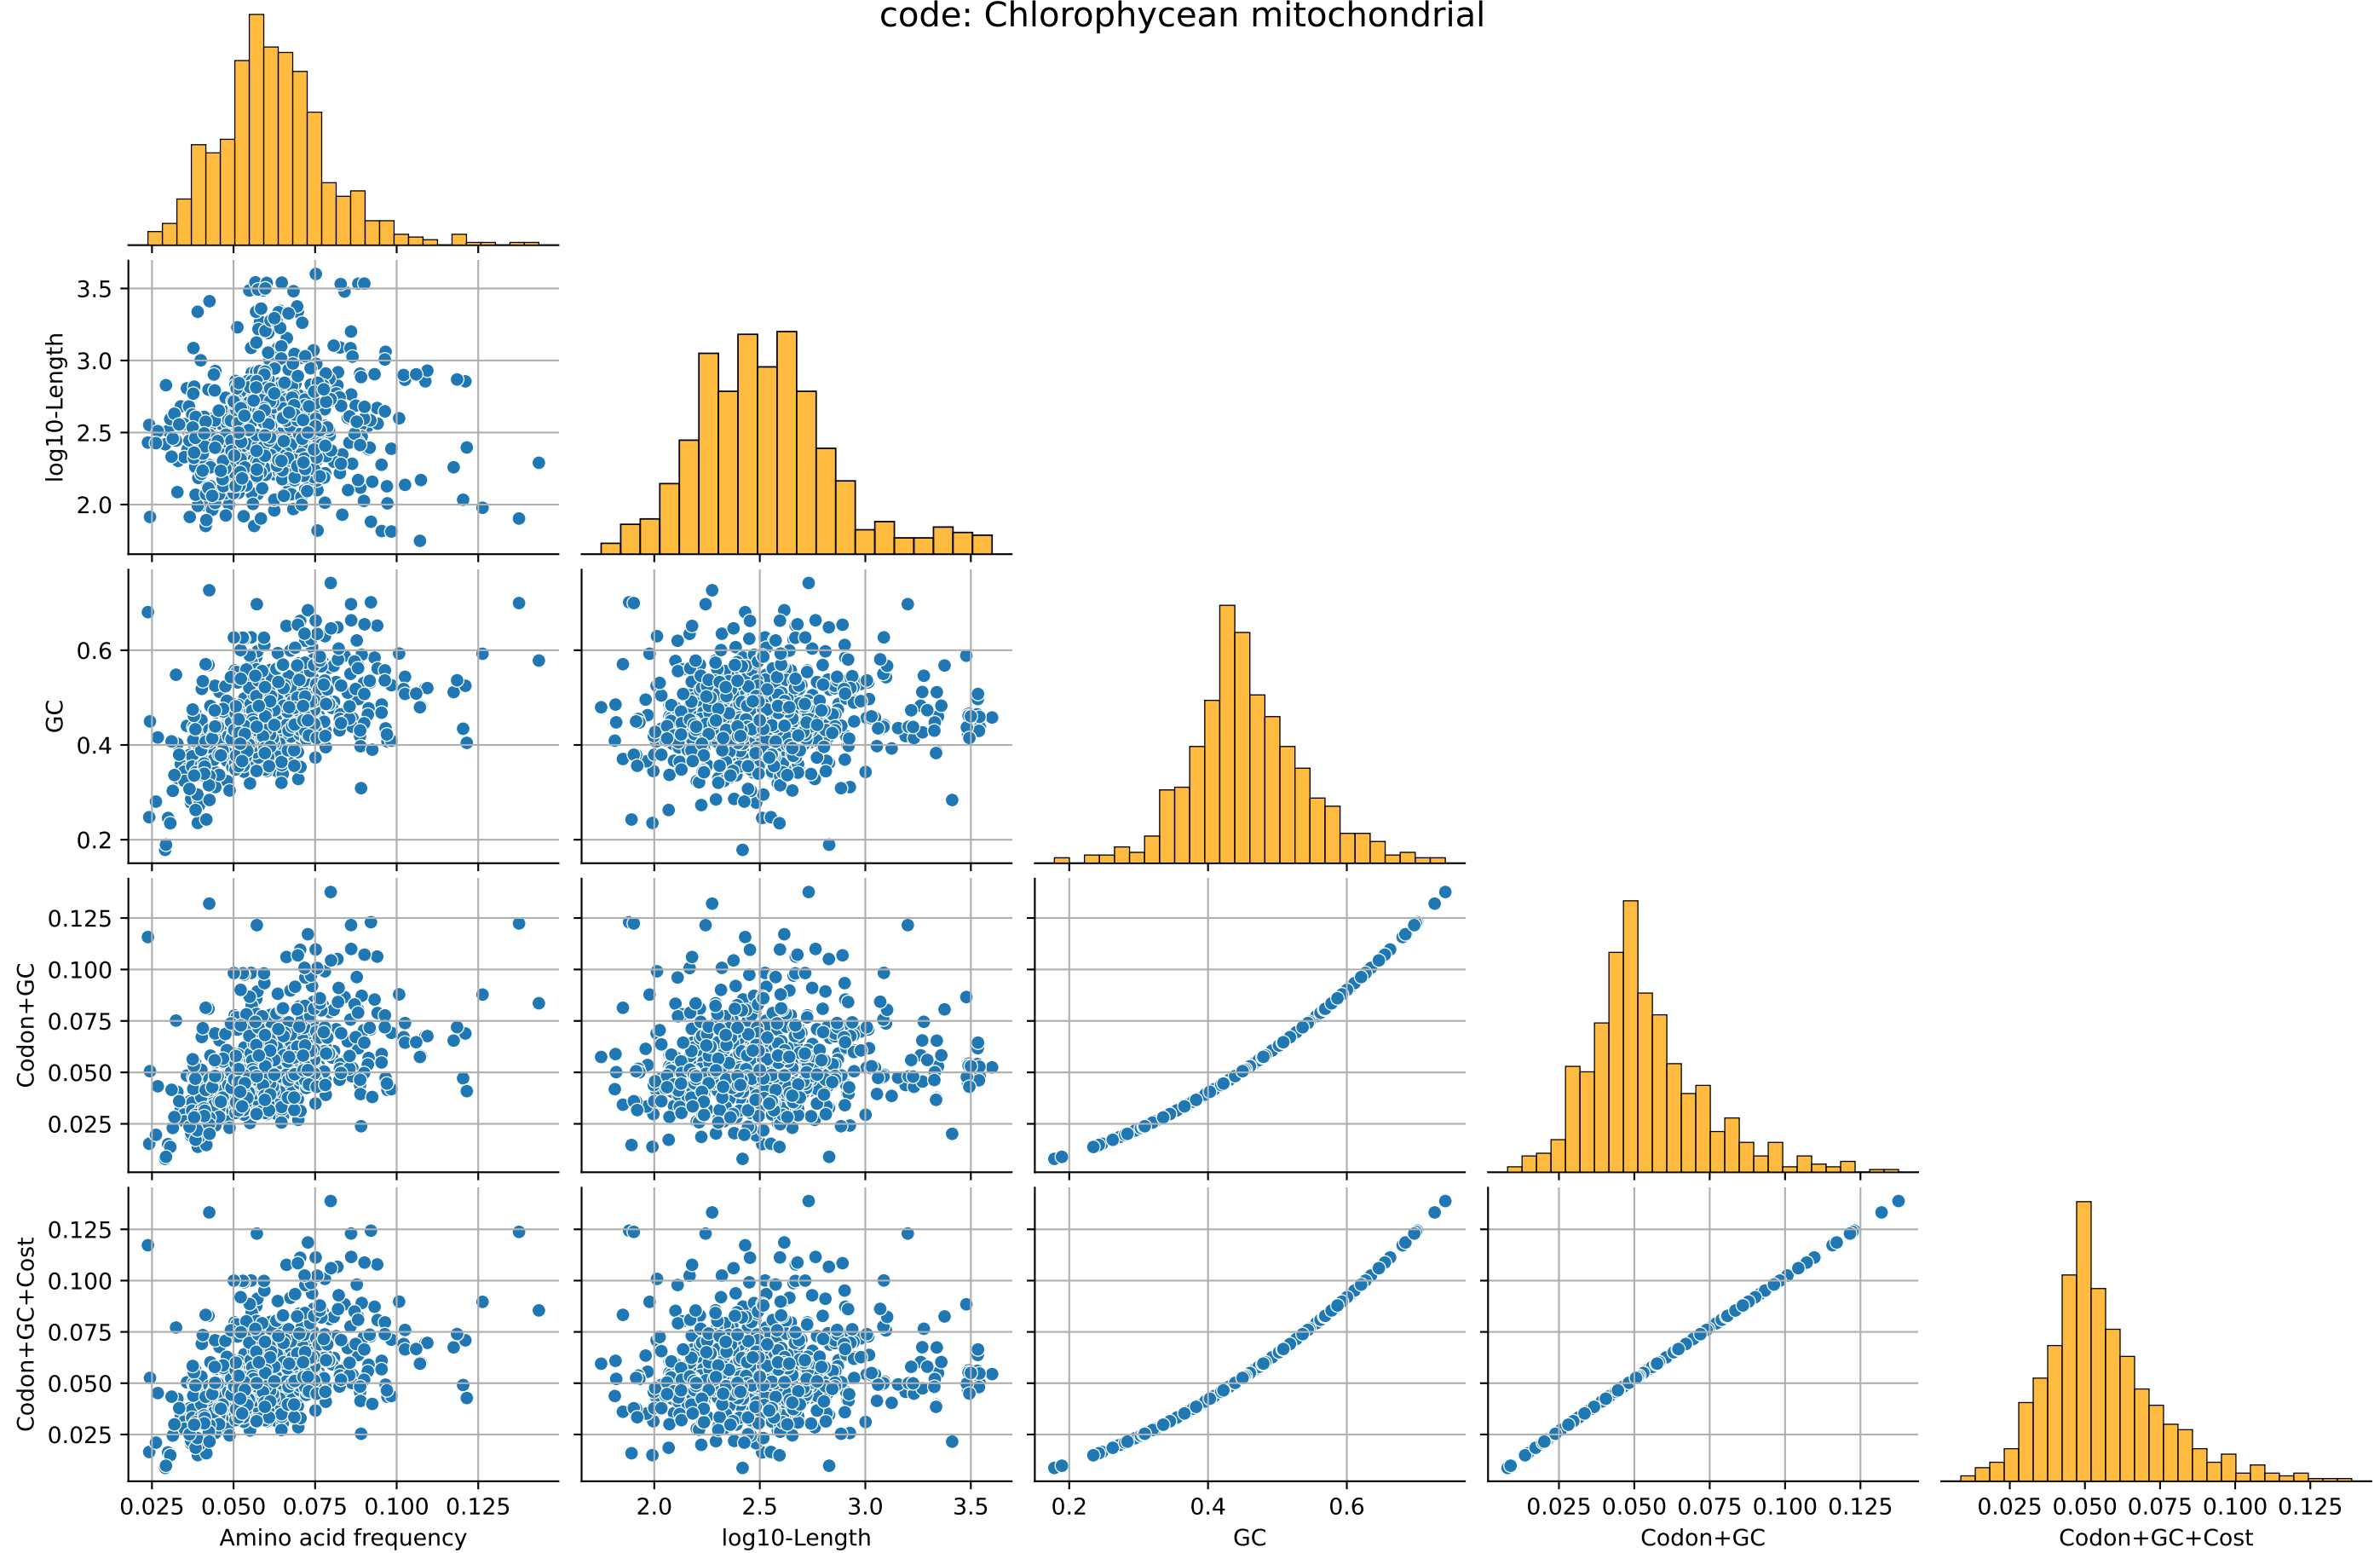 code: Chlorophycean mitochondrial
3.5
3.0
2.5
2.0
log10-Length
0.6
0.4
0.2
GC
0.125
0.100
0.075
0.050
0.025
Codon+GC
0.125
0.100
0.075
0.050
0.025
Codon+GC+Cost
0.025 0.050 0.075 0.100 0.125
Amino acid frequency
2.0 2.5 3.0 3.5
log10-Length
0.2 0.4 0.6
GC
0.025 0.050 0.075 0.100 0.125
Codon+GC
0.025 0.050 0.075 0.100 0.125
Codon+GC+Cost